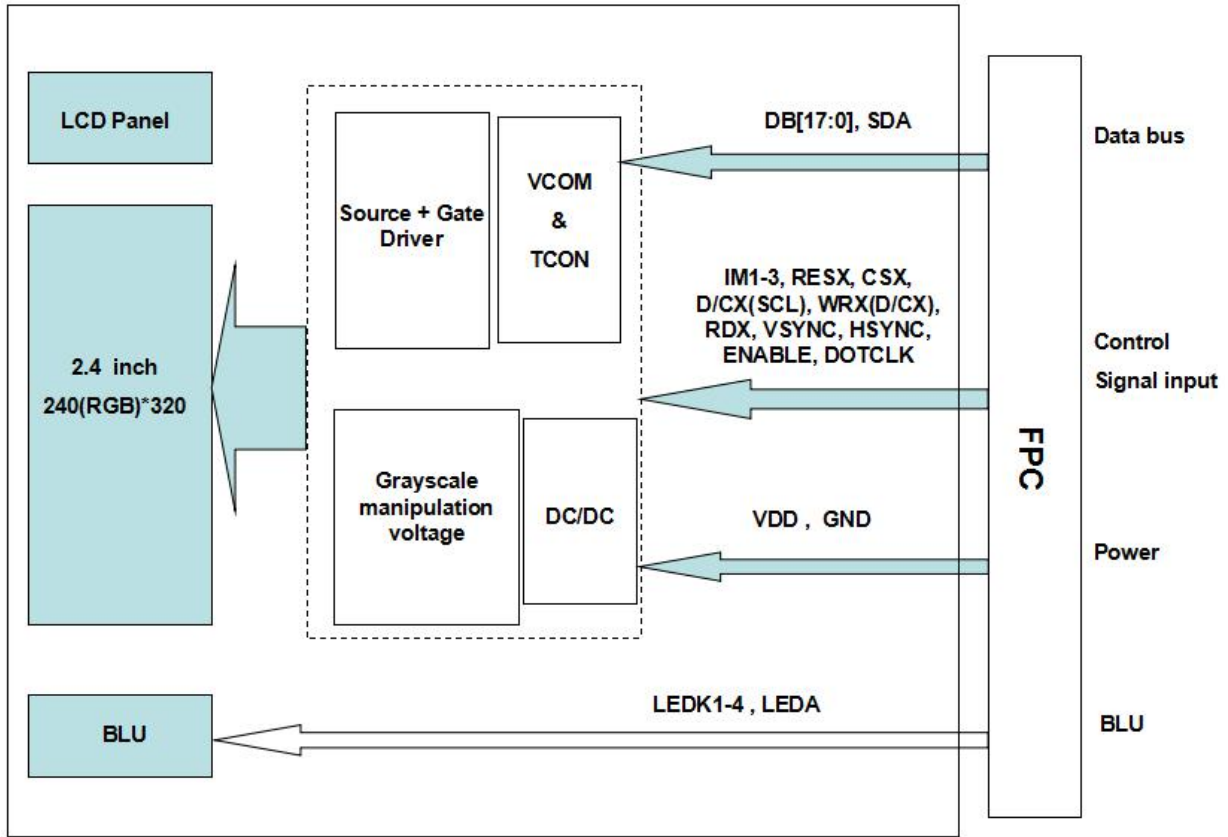 LCD Panel
2.4 inch
240(RGB)*320
BLU
Source + Gate
Driver
VCOM
&
TCON
Grayscale
manipulation
voltage
DC/DC
DB[17:0], SDA
IM1-3, RESX, CSX,
D/CX(SCL), WRX(D/CX),
RDX, VSYNC, HSYNC,
ENABLE, DOTCLK
VDD , GND
LEDK1-4 , LEDA
FPC
Data bus
Control
Signal input
Power
BLU